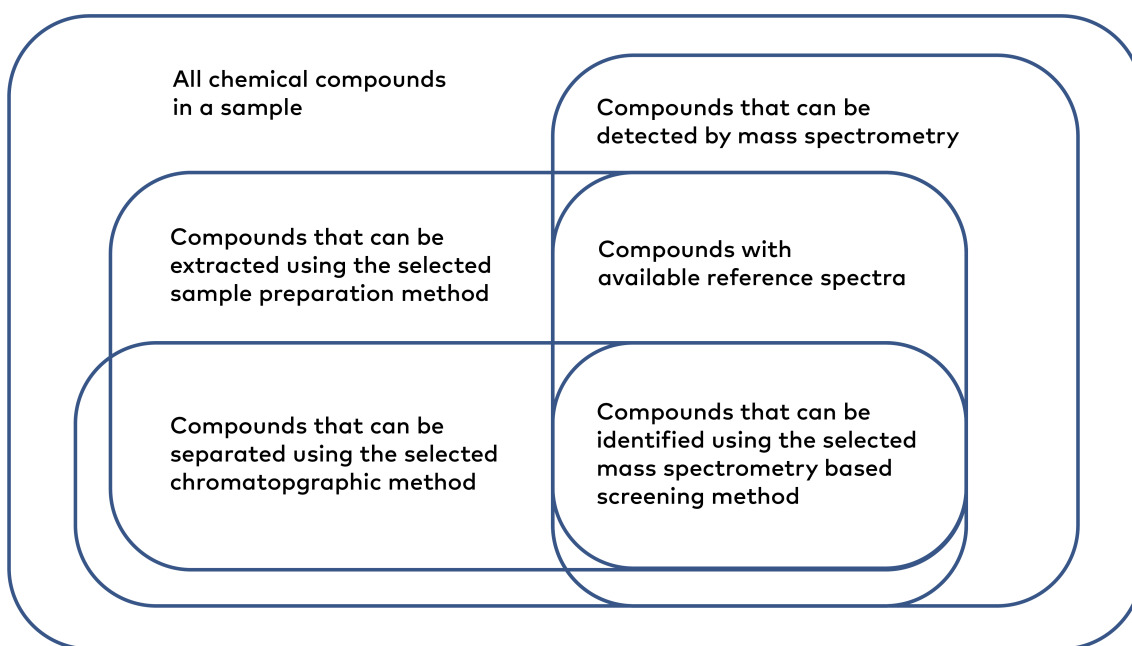 All chemical compounds
in a sample
Compounds that can be
detected by mass spectrometry
Compounds that can be
extracted using the selected
sample preparation method
Compounds with
available reference spectra
Compounds that can be
separated using the selected
chromatopgraphic method
Compounds that can be
identified using the selected
mass spectrometry based
screening method